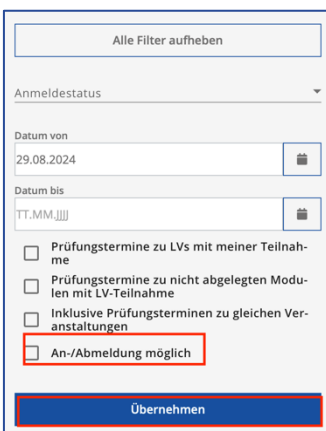 Alle Filter aufheben
Anmeldestatus
Datum von
29.08.2024
Datum bis
TT.MM.JJJJ
Prüfungstermine zu LVs mit meiner Teilnah-
me
Prüfungstermine zu nicht abgelegten Modu-
len mit LV-Teilnahme
Inklusive Prüfungsterminen zu gleichen Ver-
anstaltungen
An-/Abmeldung möglich
Übernehmen